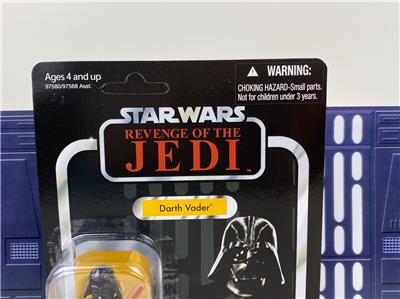 Ages 4 and up
97580/97568 Asst.
⚠ WARNING:
CHOKING HAZARD-Small parts.
Not for children under 3 years.
STAR WARS
REVENGE OF THE
JEDI™
Darth Vader